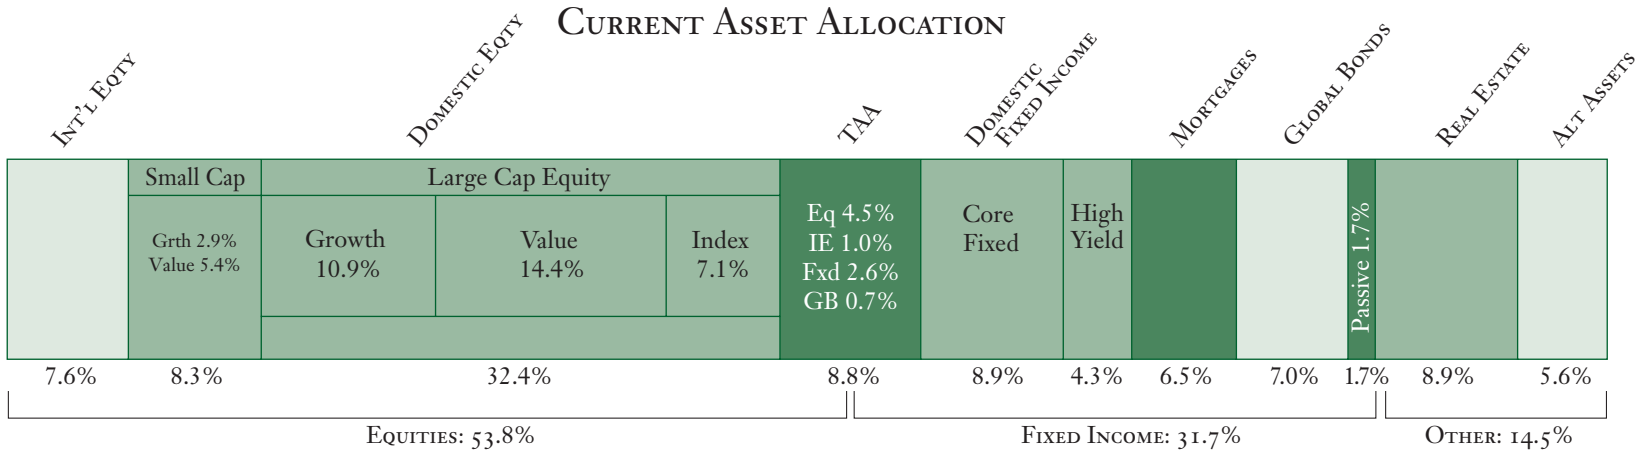 Current Asset Allocation
Int'l Eqty
Domestic Eqty
TAA
Domestic
Fixed Income
Mortgages
Global Bonds
Real Estate
Alt Assets
Small Cap
Large Cap Equity
Grth 2.9%
Value 5.4%
Growth
10.9%
Value
14.4%
Index
7.1%
Eq 4.5%
IE 1.0%
Fxd 2.6%
GB 0.7%
Core
Fixed
High
Yield
Passive 1.7%
7.6%
8.3%
32.4%
8.8%
8.9%
4.3%
6.5%
7.0%
1.7%
8.9%
5.6%
Equities: 53.8%
Fixed Income: 31.7%
Other: 14.5%